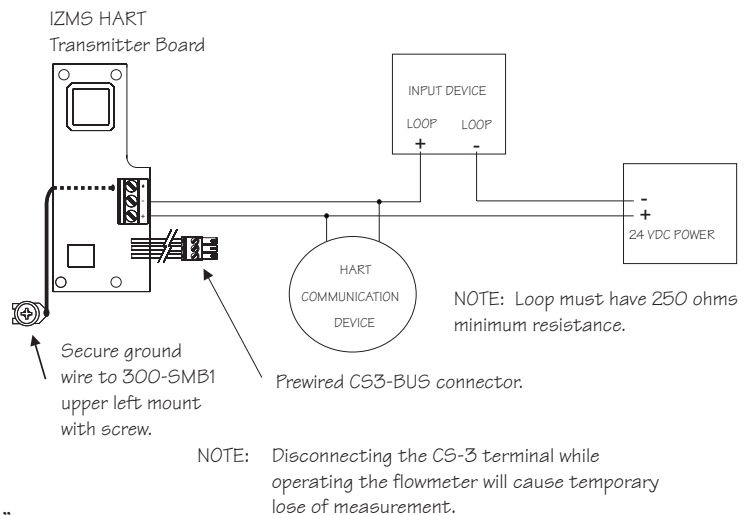 IZMS HART
Transmitter Board
INPUT DEVICE
LOOP LOOP
+ -
-
+
24 VDC POWER
-
+
HART
COMMUNICATION
DEVICE
NOTE: Loop must have 250 ohms
minimum resistance.
Secure ground
wire to 300-SMB1
upper left mount
with screw.
Prewired CS3-BUS connector.
NOTE: Disconnecting the CS-3 terminal while
operating the flowmeter will cause temporary
lose of measurement.
”